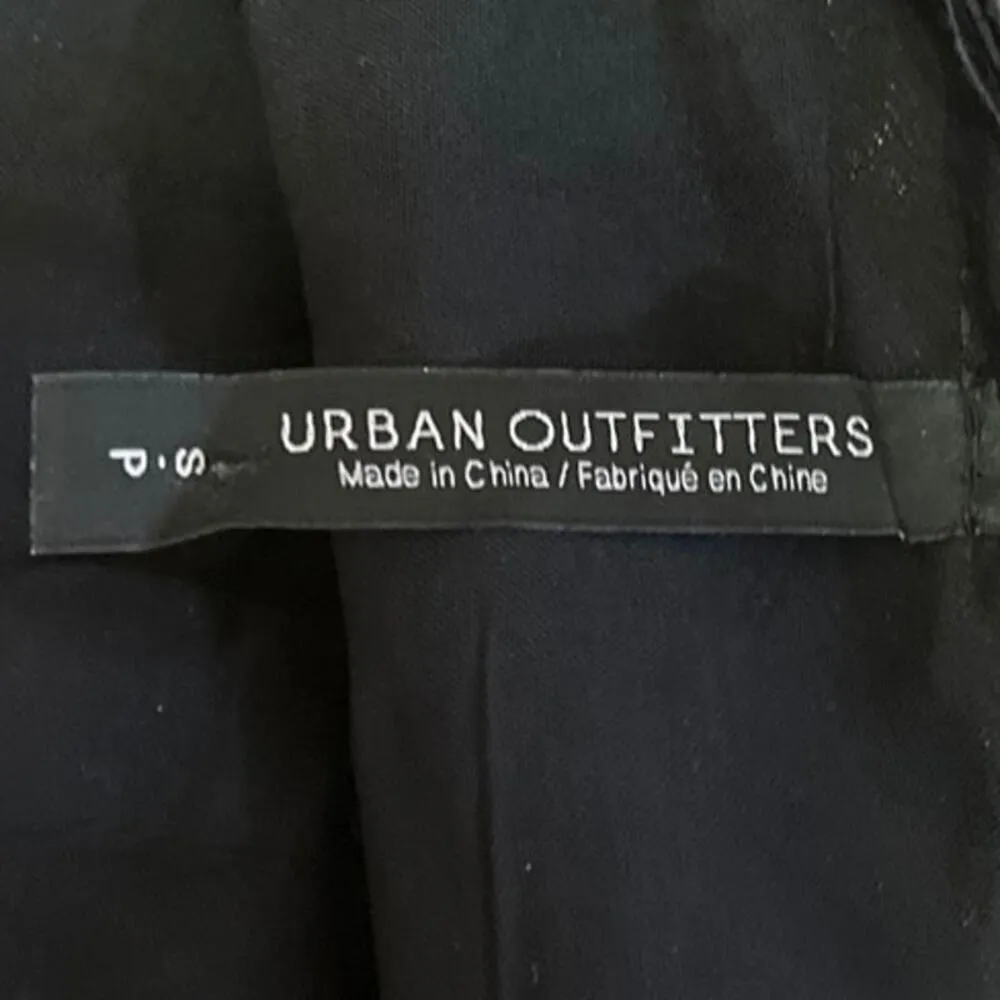 S·P
URBAN OUTFITTERS
Made in China / Fabriqué en Chine